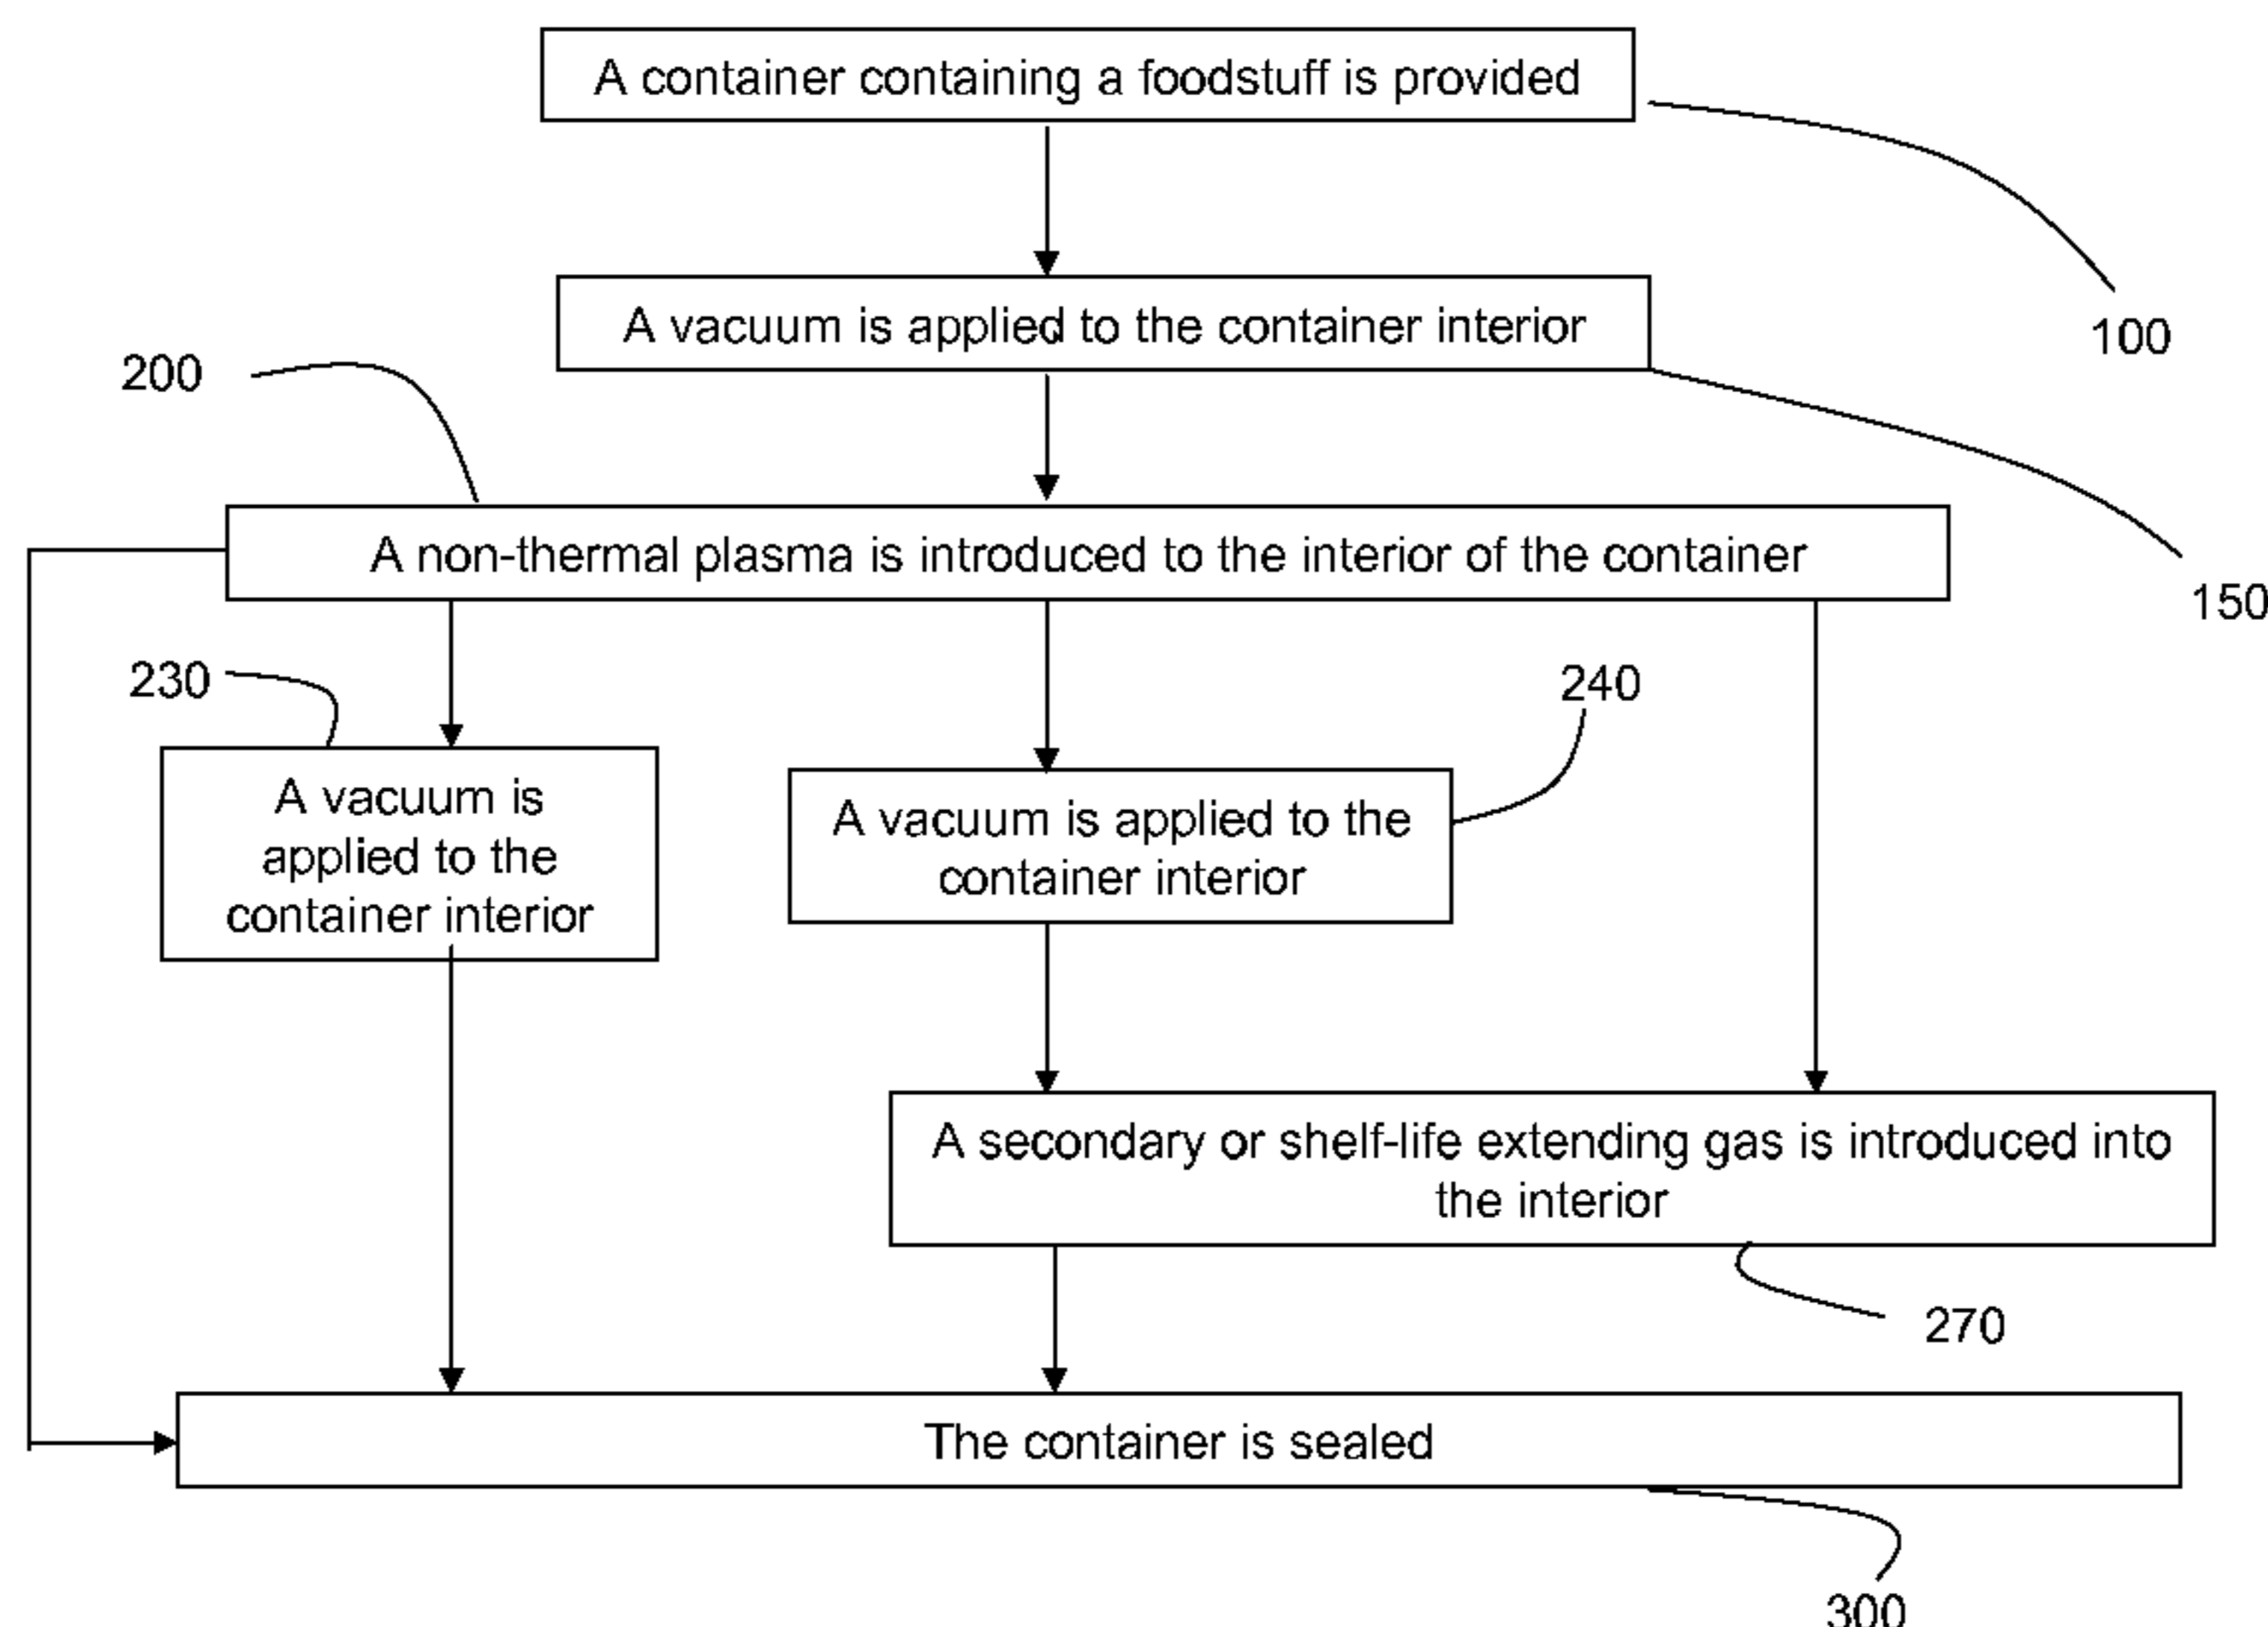 A container containing a foodstuff is provided
100
A vacuum is applied to the container interior
150
200
A non-thermal plasma is introduced to the interior of the container
230
A vacuum is
applied to the
container interior
240
A vacuum is applied to the
container interior
A secondary or shelf-life extending gas is introduced into
the interior
270
The container is sealed
300